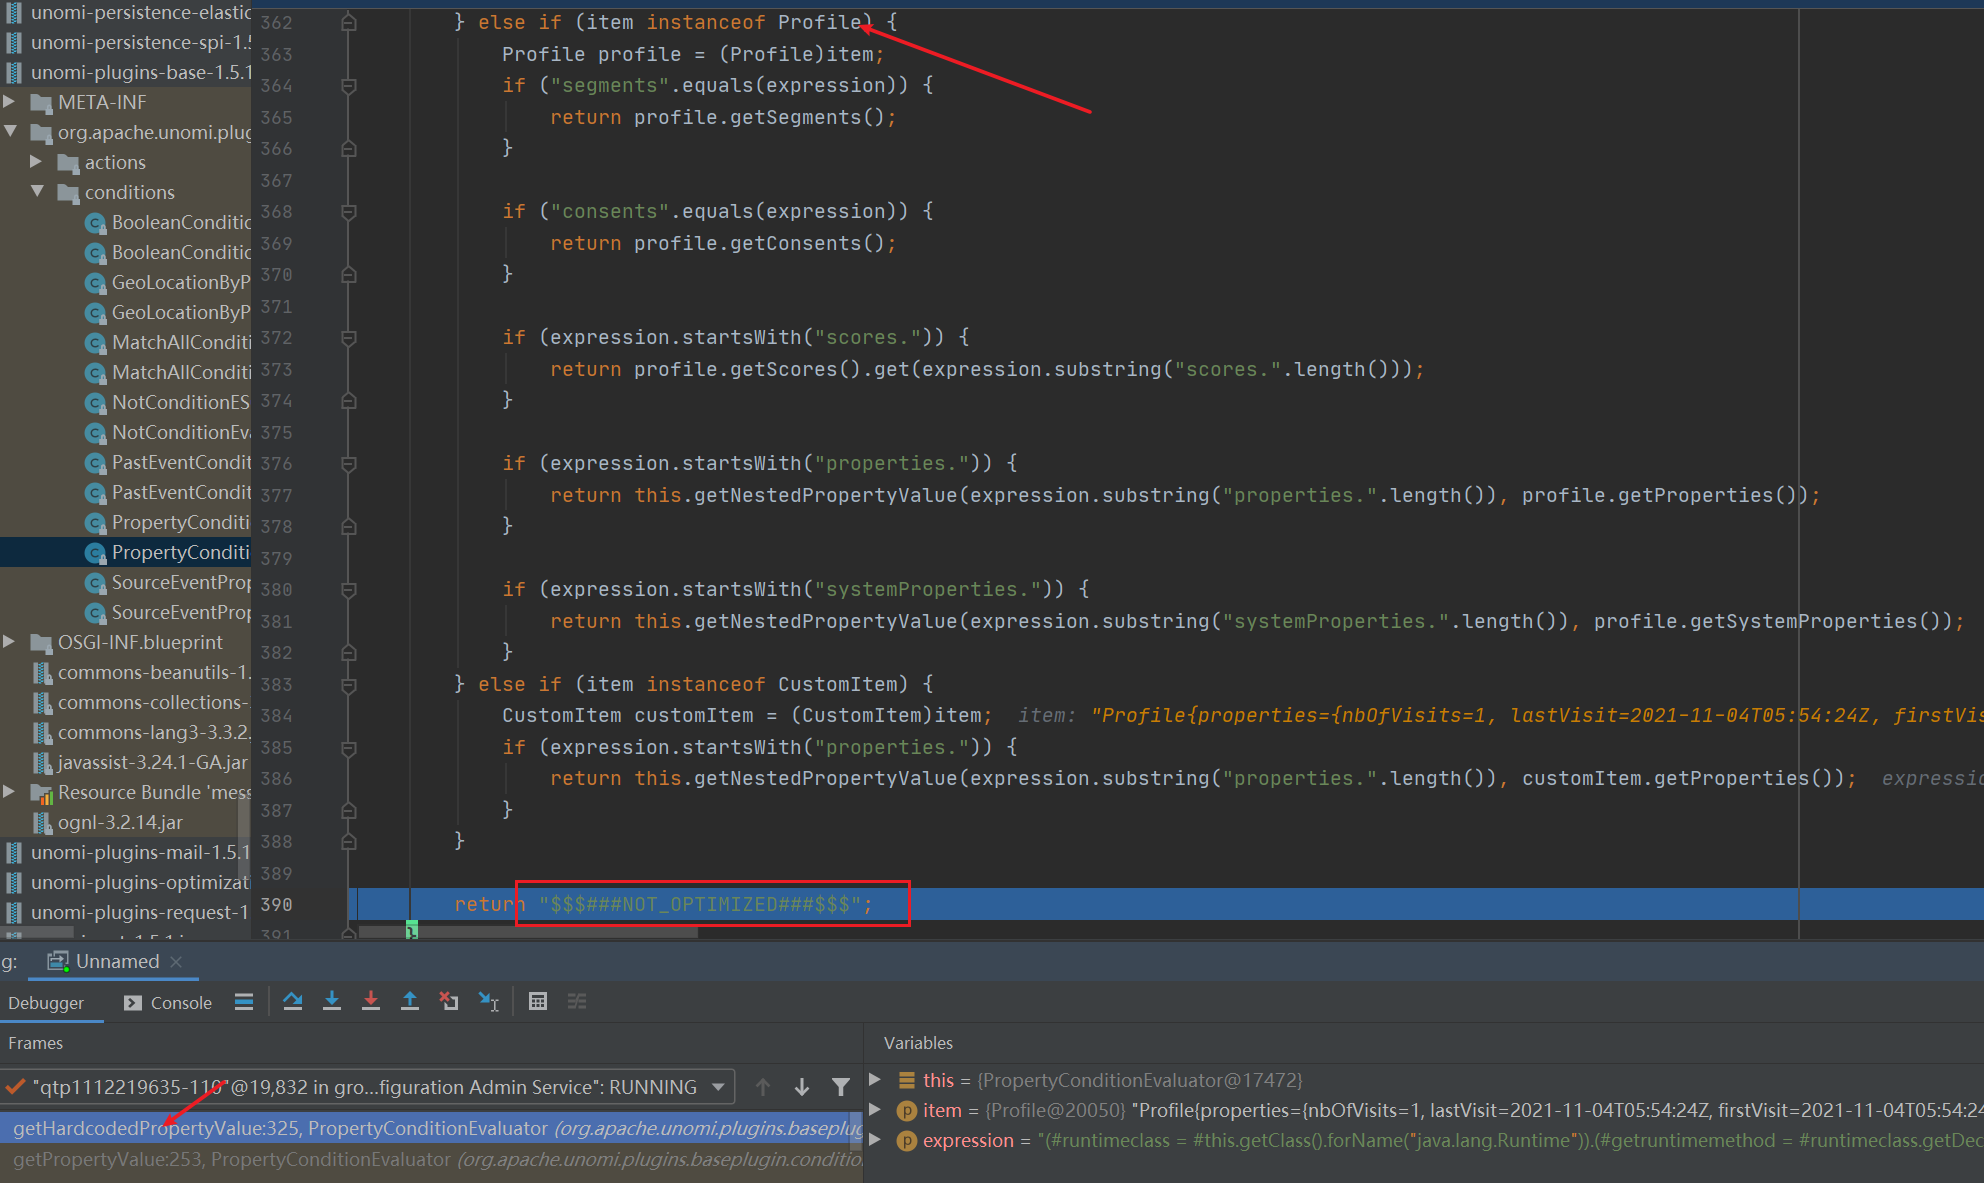 unomi-persistence-elastic
unomi-persistence-spi-1.5
unomi-plugins-base-1.5.1
META-INF
org.apache.unomi.plug
actions
conditions
BooleanConditio
BooleanConditio
GeoLocationByP
GeoLocationByP
MatchAllConditi
MatchAllConditi
NotConditionES
NotConditionEva
PastEventCondit
PastEventCondit
PropertyConditi
PropertyConditi
SourceEventProp
SourceEventProp
OSGI-INF.blueprint
commons-beanutils-1.
commons-collections-
commons-lang3-3.3.2.
javassist-3.24.1-GA.jar
Resource Bundle 'mess
ognl-3.2.14.jar
unomi-plugins-mail-1.5.1
unomi-plugins-optimizati
unomi-plugins-request-1
362 } else if (item instanceof Profile) {
363 Profile profile = (Profile)item;
364 if ("segments".equals(expression)) {
365 return profile.getSegments();
366 }
367
368 if ("consents".equals(expression)) {
369 return profile.getConsents();
370 }
371
372 if (expression.startsWith("scores.")) {
373 return profile.getScores().get(expression.substring("scores.".length()));
374 }
375
376 if (expression.startsWith("properties.")) {
377 return this.getNestedPropertyValue(expression.substring("properties.".length()), profile.getProperties());
378 }
379
380 if (expression.startsWith("systemProperties.")) {
381 return this.getNestedPropertyValue(expression.substring("systemProperties.".length()), profile.getSystemProperties());
382 }
383 } else if (item instanceof CustomItem) {
384 CustomItem customItem = (CustomItem)item; item: "Profile{properties={nbOfVisits=1, lastVisit=2021-11-04T05:54:24Z, firstVis
385 if (expression.startsWith("properties.")) {
386 return this.getNestedPropertyValue(expression.substring("properties.".length()), customItem.getProperties()); expressio
387 }
388 }
389
390 return "$$$###NOT_OPTIMIZED###$$$";
391 }
g: Unnamed
Debugger Console
Frames
"qtp1112219635-110"@19,832 in gro...figuration Admin Service": RUNNING
getHardcodedPropertyValue:325, PropertyConditionEvaluator (org.apache.unomi.plugins.baseplug
getPropertyValue:253, PropertyConditionEvaluator (org.apache.unomi.plugins.baseplugin.conditio
Variables
this = {PropertyConditionEvaluator@17472}
item = {Profile@20050} "Profile{properties={nbOfVisits=1, lastVisit=2021-11-04T05:54:24Z, firstVisit=2021-11-04T05:54:24
expression = "(#runtimeclass = #this.getClass().forName("java.lang.Runtime")).(#getruntimemethod = #runtimeclass.getDec